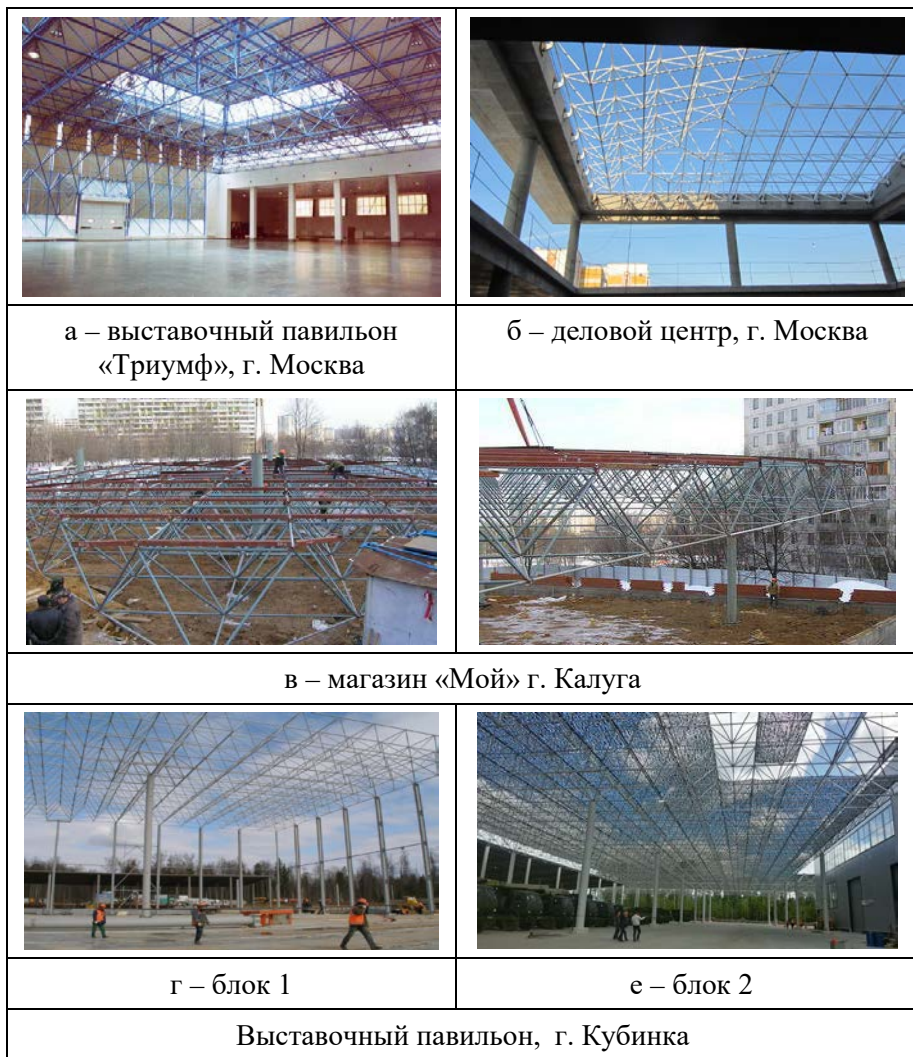 а – выставочный павильон
«Триумф», г. Москва
б – деловой центр, г. Москва
в – магазин «Мой» г. Калуга
г – блок 1
е – блок 2
Выставочный павильон, г. Кубинка